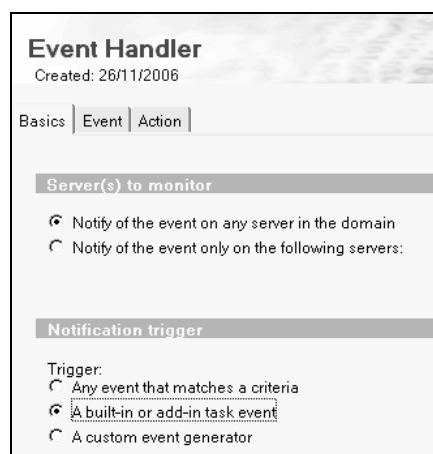 Event Handler
Created: 26/11/2006
Basics Event Action
Server(s) to monitor
Notify of the event on any server in the domain
Notify of the event only on the following servers:
Notification trigger
Trigger:
Any event that matches a criteria
A built-in or add-in task event
A custom event generator